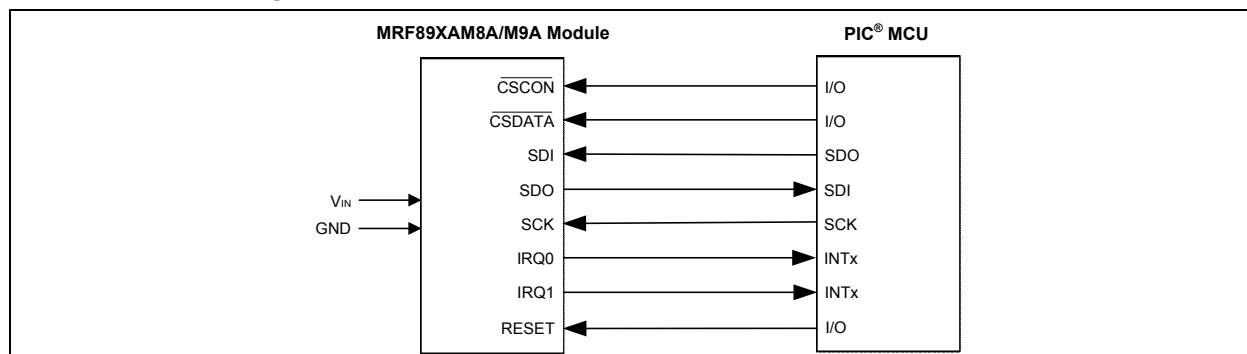 MRF89XAM8A/M9A Module PIC® MCU
CSCON I/O
CSDATA I/O
SDI SDO
SDO SDI
VIN
SCK SCK
GND
IRQ0 INTx
IRQ1 INTx
RESET I/O